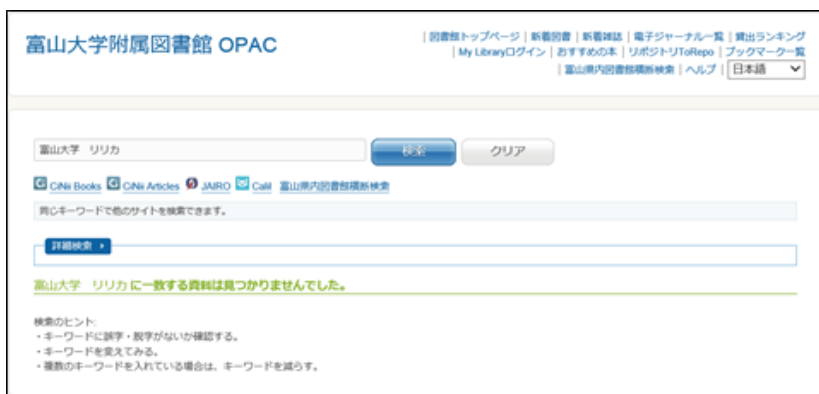 富山大学附属図書館 OPAC
| 図書館トップページ | 新着図書 | 新着雑誌 | 電子ジャーナル一覧 | 貸出ランキング
| My Libraryログイン | おすすめの本 | リポジトリToRepo | ブックマーク一覧
| 富山県内図書館横断検索 | ヘルプ | 日本語
富山大学　リリカ 検索 クリア
CiNii Books CiNii Articles JAIRO Calil 富山県内図書館横断検索
同じキーワードで他のサイトを検索できます。
詳細検索
富山大学　リリカ に一致する資料は見つかりませんでした。
検索のヒント:
・キーワードに誤字・脱字がないか確認する。
・キーワードを変えてみる。
・複数のキーワードを入れている場合は、キーワードを減らす。